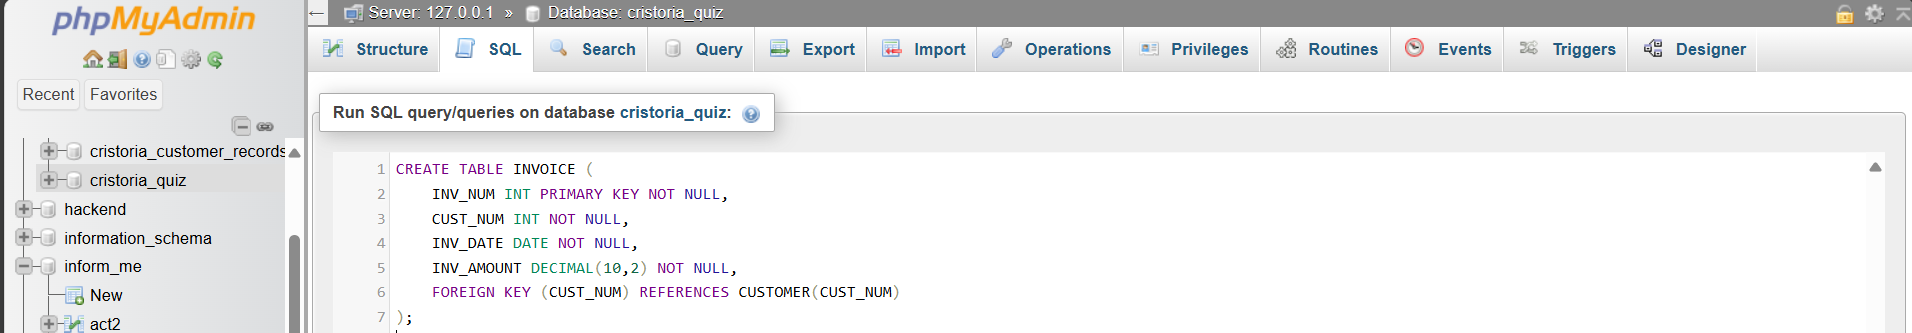 phpMyAdmin
Recent Favorites
cristoria_customer_records
cristoria_quiz
hackend
information_schema
inform_me
New
act2
← Server: 127.0.0.1 » Database: cristoria_quiz
Structure SQL Search Query Export Import Operations Privileges Routines Events Triggers Designer
Run SQL query/queries on database cristoria_quiz:
1 CREATE TABLE INVOICE (
2 INV_NUM INT PRIMARY KEY NOT NULL,
3 CUST_NUM INT NOT NULL,
4 INV_DATE DATE NOT NULL,
5 INV_AMOUNT DECIMAL(10,2) NOT NULL,
6 FOREIGN KEY (CUST_NUM) REFERENCES CUSTOMER(CUST_NUM)
7 );